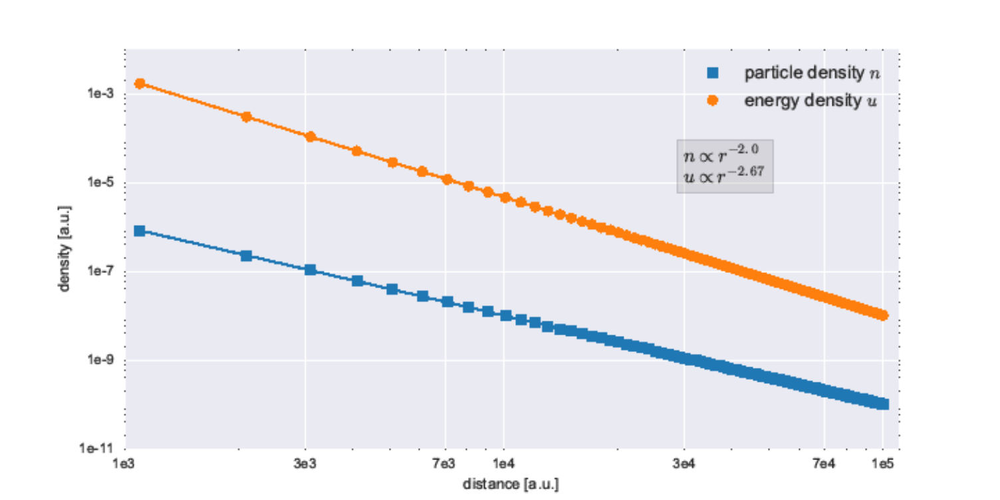 particle density n
energy density u
n ∝ r^{-2.0}
u ∝ r^{-2.67}
density [a.u.]
1e-3
1e-5
1e-7
1e-9
1e-11
1e3
3e3
7e3
1e4
3e4
7e4
1e5
distance [a.u.]